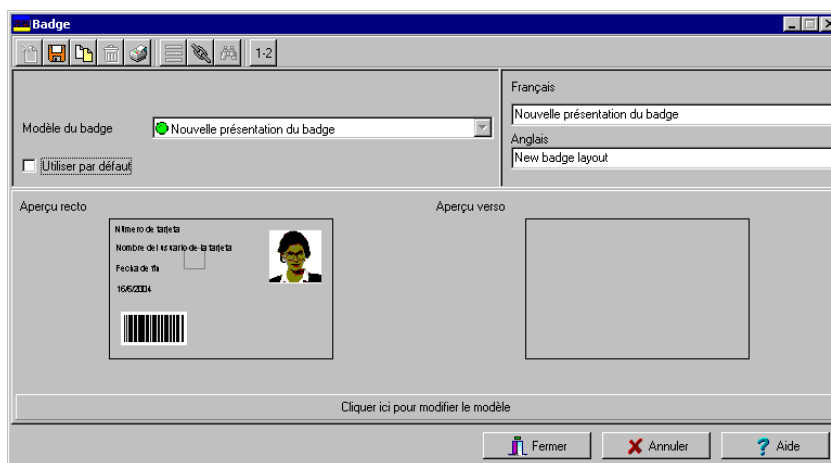 Badge
1·2
Français
Nouvelle présentation du badge
Modèle du badge
Nouvelle présentation du badge
Anglais
New badge layout
Utiliser par défaut
Aperçu recto
Aperçu verso
Número de tarjeta
Nombre del usuario de la tarjeta
Fecha de fin
16/6/2004
Cliquer ici pour modifier le modèle
Fermer
Annuler
Aide